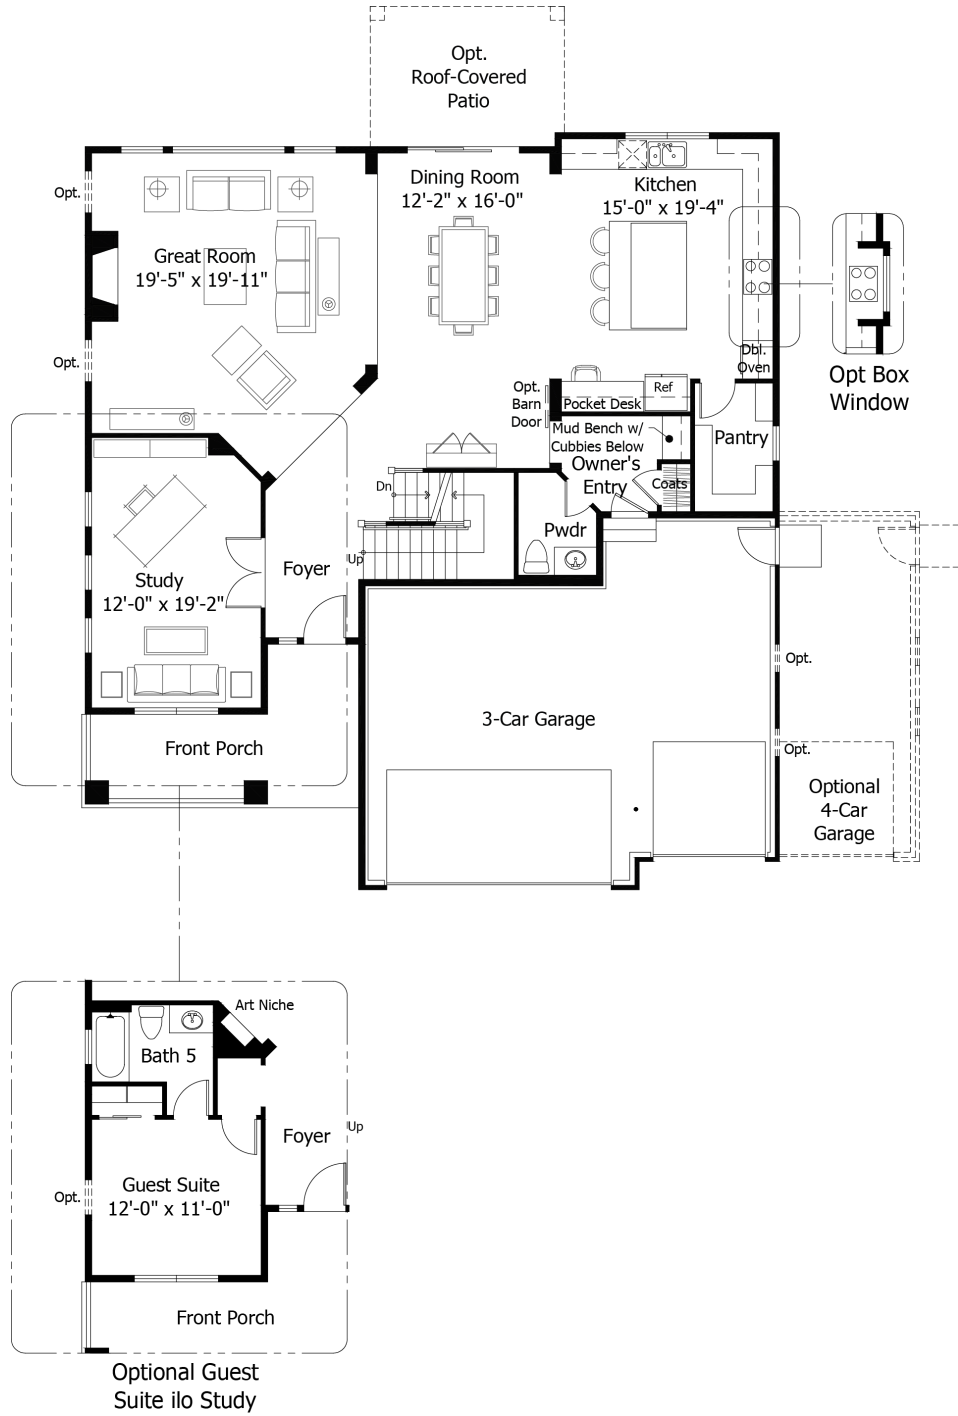 Opt.
Roof-Covered
Patio
Opt.
Dining Room
12'-2" x 16'-0"
Kitchen
15'-0" x 19'-4"
Great Room
19'-5" x 19'-11"
Opt.
Dbl.
Oven
Opt Box
Window
Opt.
Barn
Door
Ref
Pocket Desk
Mud Bench w/
Cubbies Below
Pantry
Owner's
Entry
Coats
Dn
Up
Pwdr
Foyer
Study
12'-0" x 19'-2"
Opt.
3-Car Garage
Front Porch
Opt.
Optional
4-Car
Garage
Art Niche
Bath 5
Foyer
Up
Guest Suite
12'-0" x 11'-0"
Opt.
Front Porch
Optional Guest
Suite ilo Study